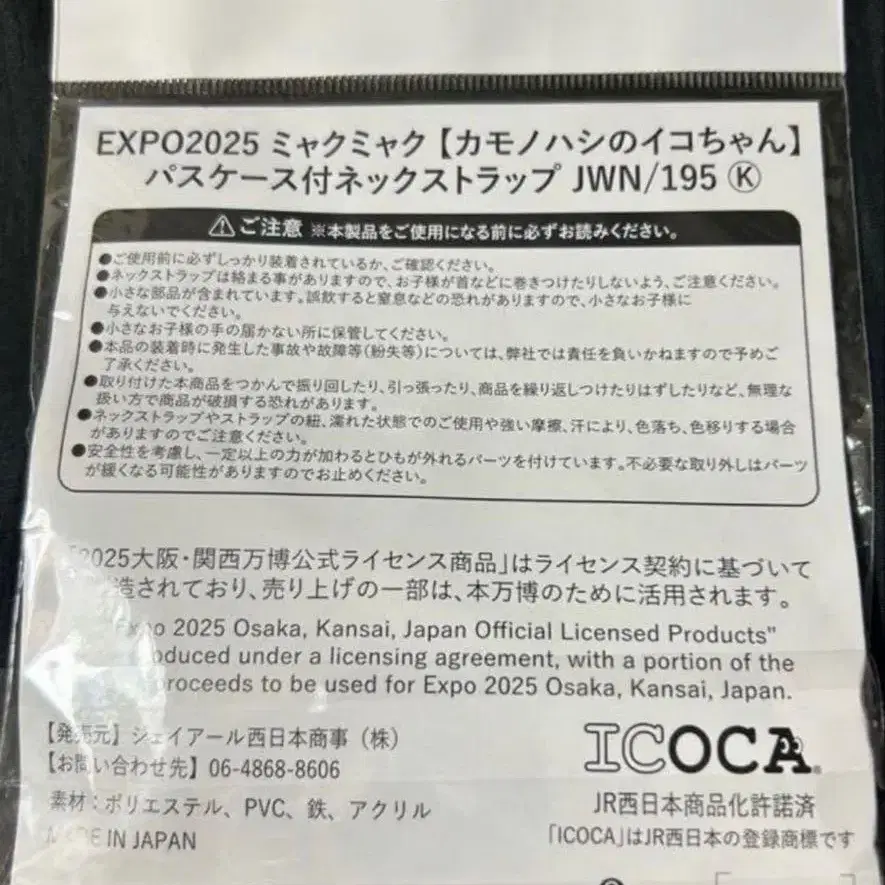 EXPO2025 ミャクミャク【カモノハシのイコちゃん】
パスケース付ネックストラップ JWN/195 Ⓚ
⚠ご注意 ※本製品をご使用になる前に必ずお読みください。
●ご使用前に必ずしっかり装着されているか、ご確認ください。
●ネックストラップは絡まる事がありますので、お子様が首などに巻きつけたりしないよう、ご注意ください。
●小さな部品が含まれています。誤飲すると窒息などの恐れがありますので、小さなお子様に
与えないでください。
●小さなお子様の手の届かない所に保管してください。
●本品の装着時に発生した事故や故障等(紛失等)については、弊社では責任を負いかねますので予めご
了承ください。
●取り付けた本商品をつかんで振り回したり、引っ張ったり、商品を繰り返しつけたりはずしたりなど、無理な
扱い方で商品が破損する恐れがあります。
●ネックストラップやストラップの紐、濡れた状態でのご使用や強い摩擦、汗により、色落ち、色移りする場合
がありますのでご注意ください。
●安全性を考慮し、一定以上の力が加わるとひもが外れるパーツを付けています。不必要な取り外しはパーツ
が緩くなる可能性がありますのでお止めください。
「2025大阪・関西万博公式ライセンス商品」はライセンス契約に基づいて
造されており、売り上げの一部は、本万博のために活用されます。
"Expo 2025 Osaka, Kansai, Japan Official Licensed Products"
oduced under a licensing agreement, with a portion of the
proceeds to be used for Expo 2025 Osaka, Kansai, Japan.
【発売元】ジェイアール西日本商事(株)
【お問い合わせ先】06-4868-8606
素材:ポリエステル、PVC、鉄、アクリル
MADE IN JAPAN
ICOCA
JR西日本商品化許諾済
「ICOCA」はJR西日本の登録商標です